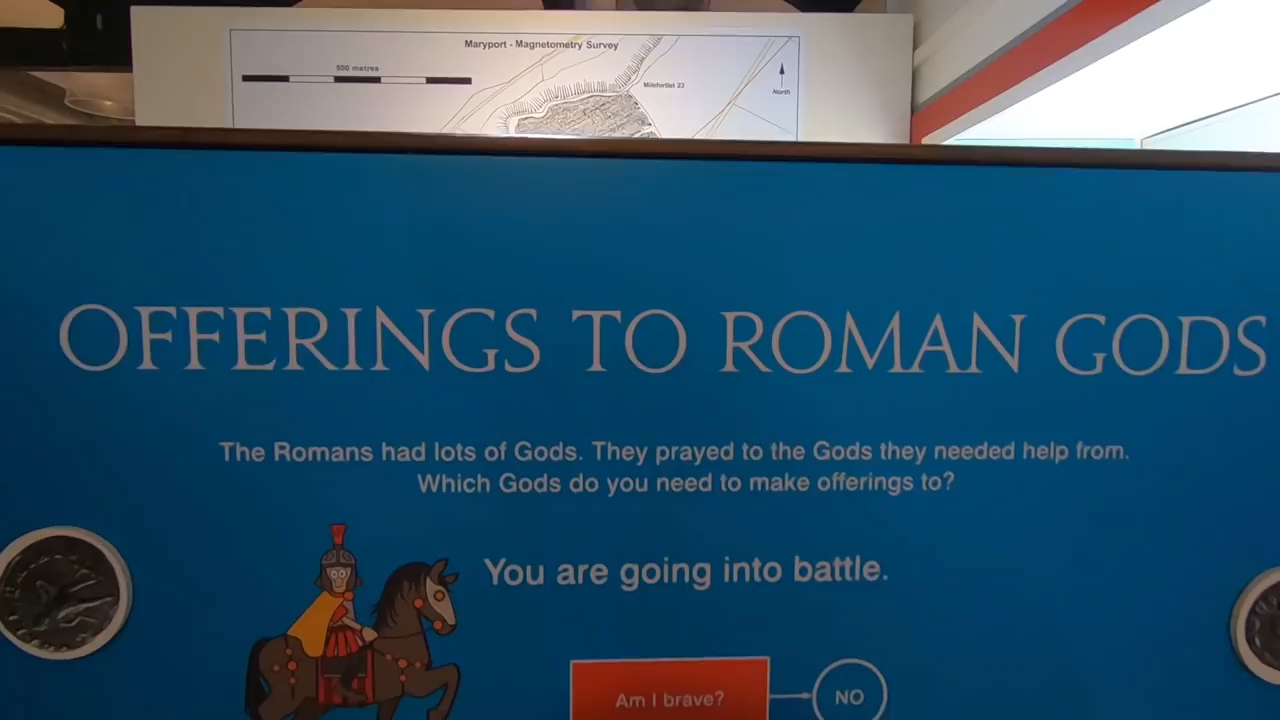 Maryport - Magnetometry Survey
500 metres
Milefortlet 23
North
OFFERINGS TO ROMAN GODS
The Romans had lots of Gods. They prayed to the Gods they needed help from.
Which Gods do you need to make offerings to?
You are going into battle.
Am I brave?
NO